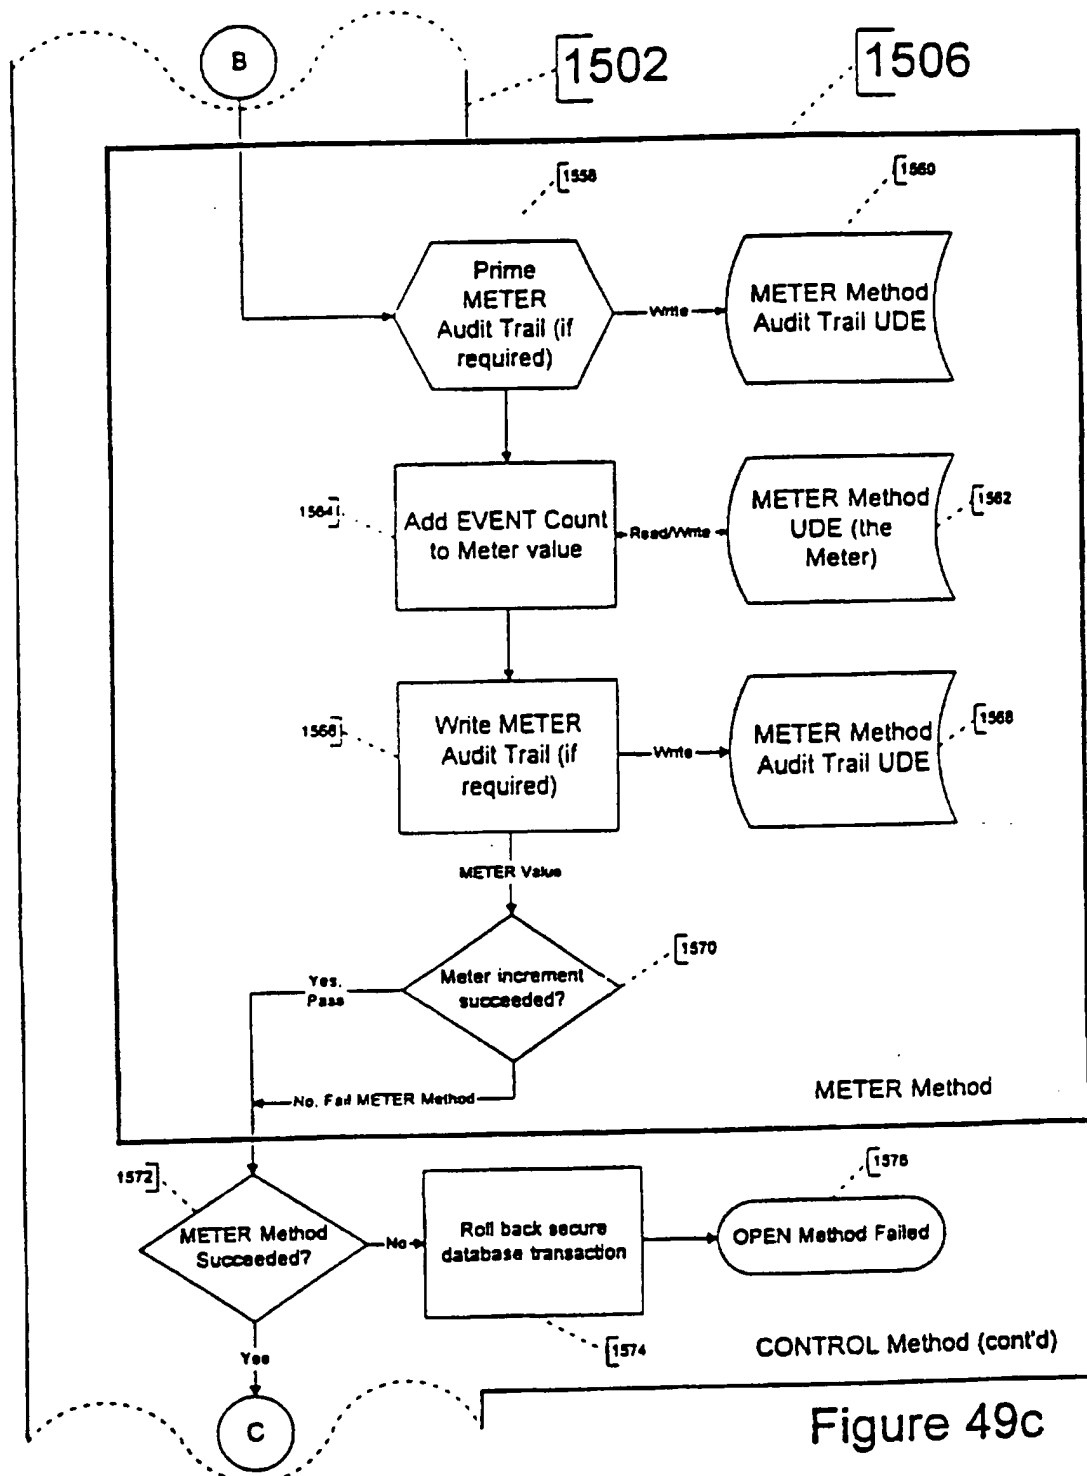 B
1502
1506
1558
1560
Prime
METER
Audit Trail (if
required)
Write
METER Method
Audit Trail UDE
1564
Add EVENT Count
to Meter value
Read/Write
METER Method
UDE (the
Meter)
1562
1566
Write METER
Audit Trail (if
required)
Write
METER Method
Audit Trail UDE
1568
METER Value
Meter increment
succeeded?
1570
Yes,
Pass
No, Fail METER Method
METER Method
1572
METER Method
Succeeded?
No
Roll back secure
database transaction
1576
OPEN Method Failed
1574
Yes
CONTROL Method (cont'd)
C
Figure 49c